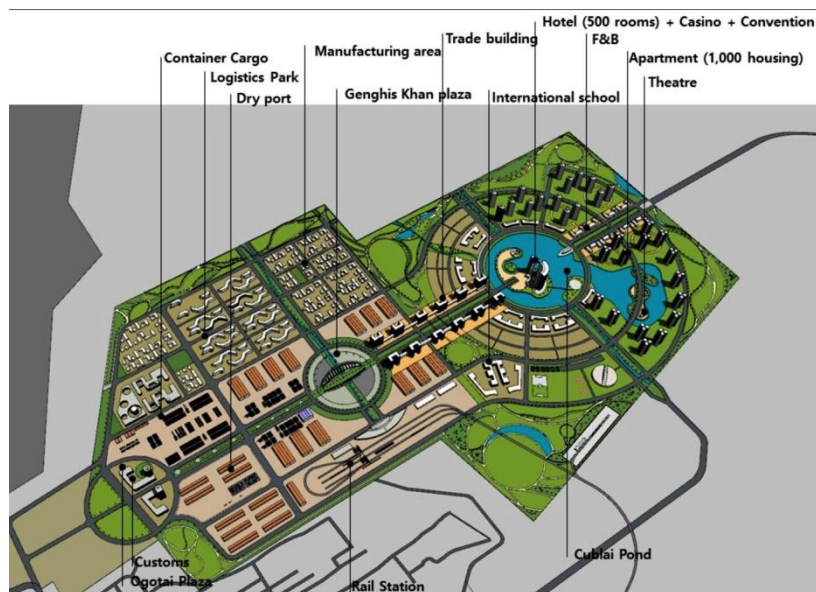 Hotel (500 rooms) + Casino + Convention
Trade building
F&B
Manufacturing area
Container Cargo
Apartment (1,000 housing)
Logistics Park
Theatre
Dry port
Genghis Khan plaza
International school
Customs
Cublai Pond
Ogotai Plaza
Rail Station